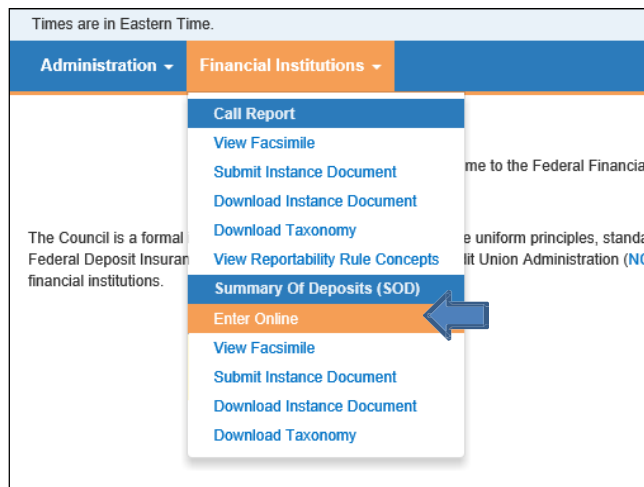 Times are in Eastern Time.
Administration Financial Institutions
Call Report
View Facsimile
me to the Federal Financia
Submit Instance Document
Download Instance Document
Download Taxonomy
The Council is a formal e uniform principles, standa
View Reportability Rule Concepts
Federal Deposit Insuran dit Union Administration (NC
financial institutions.
Summary Of Deposits (SOD)
Enter Online
View Facsimile
Submit Instance Document
Download Instance Document
Download Taxonomy